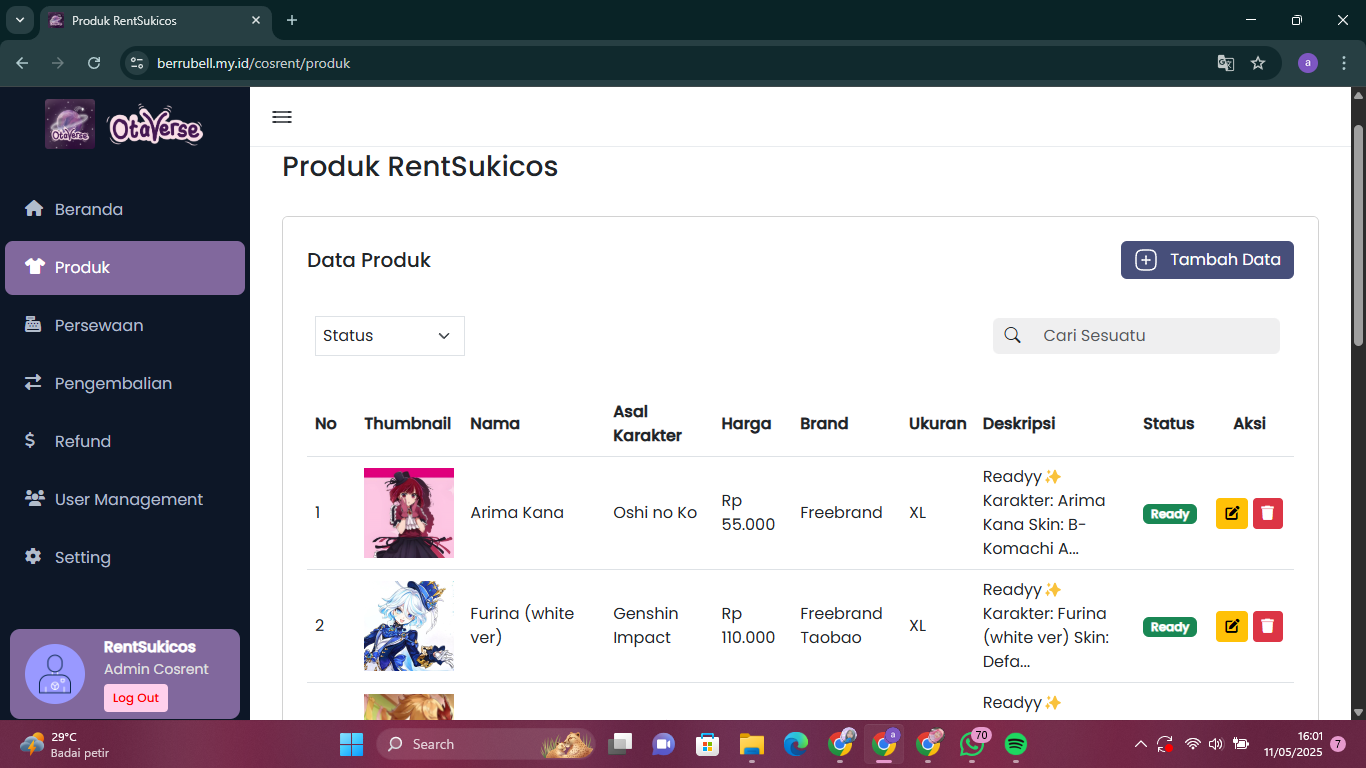 Produk RentSukicos
berrubell.my.id/cosrent/produk
a
OtaVerse
OtaVerse
Beranda
Produk
Persewaan
Pengembalian
Refund
User Management
Setting
RentSukicos
Admin Cosrent
Log Out
Produk RentSukicos
Data Produk
Tambah Data
Status
Cari Sesuatu
No Thumbnail Nama Asal Karakter Harga Brand Ukuran Deskripsi Status Aksi
1 Arima Kana Oshi no Ko Rp 55.000 Freebrand XL
Readyy✨
Karakter: Arima
Kana Skin: B-
Komachi A...
Ready
2 Furina (white ver) Genshin Impact Rp 110.000 Freebrand Taobao XL
Readyy✨
Karakter: Furina
(white ver) Skin:
Defa...
Ready
Readyy✨
29°C
Badai petir
Search
a
70
16:01
11/05/2025
7